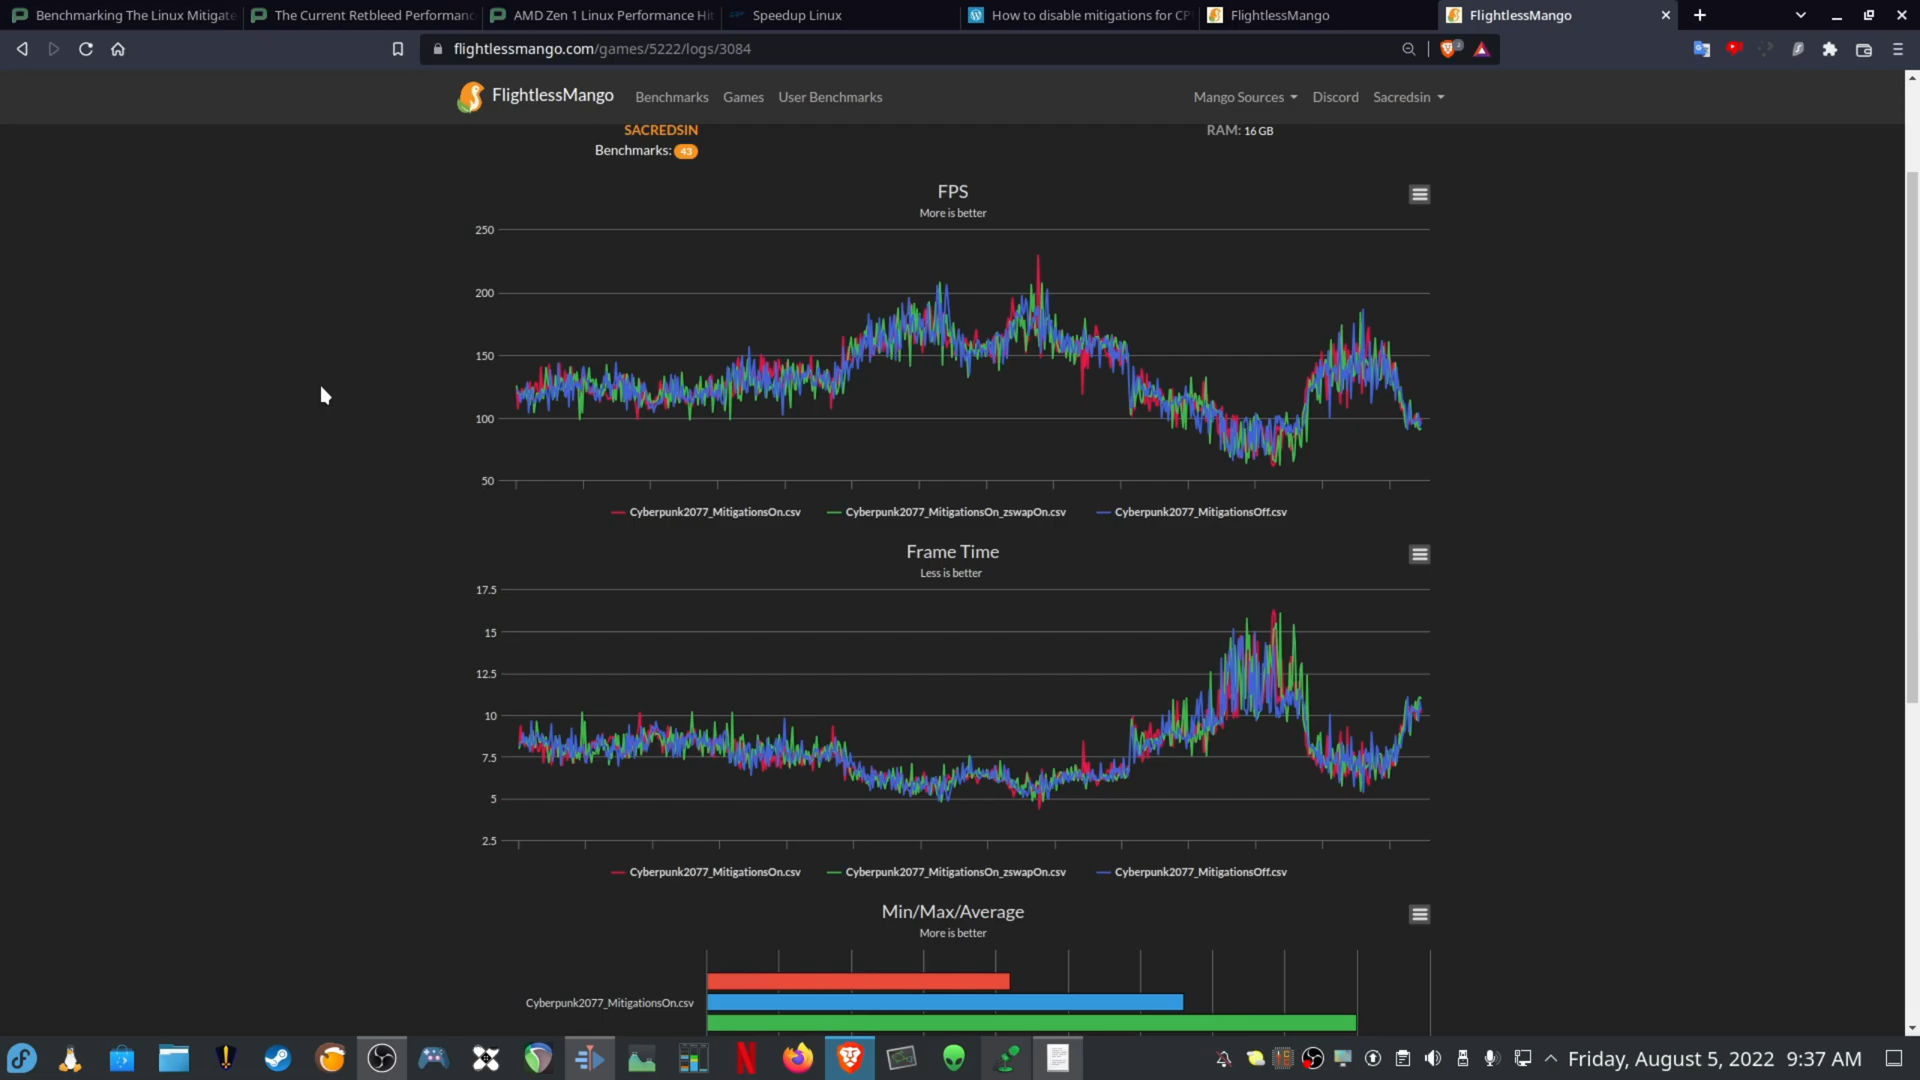 Benchmarking The Linux Mitigate
The Current Retbleed Performanc
AMD Zen 1 Linux Performance Hit
Speedup Linux
How to disable mitigations for CP
FlightlessMango
FlightlessMango
flightlessmango.com/games/5222/logs/3084
2
FlightlessMango
Benchmarks
Games
User Benchmarks
Mango Sources
Discord
Sacredsin
SACREDSIN
Benchmarks: 43
RAM: 16 GB
FPS
More is better
250
200
150
100
50
Cyberpunk2077_MitigationsOn.csv
Cyberpunk2077_MitigationsOn_zswapOn.csv
Cyberpunk2077_MitigationsOff.csv
Frame Time
Less is better
17.5
15
12.5
10
7.5
5
2.5
Cyberpunk2077_MitigationsOn.csv
Cyberpunk2077_MitigationsOn_zswapOn.csv
Cyberpunk2077_MitigationsOff.csv
Min/Max/Average
More is better
Cyberpunk2077_MitigationsOn.csv
Friday, August 5, 2022 9:37 AM